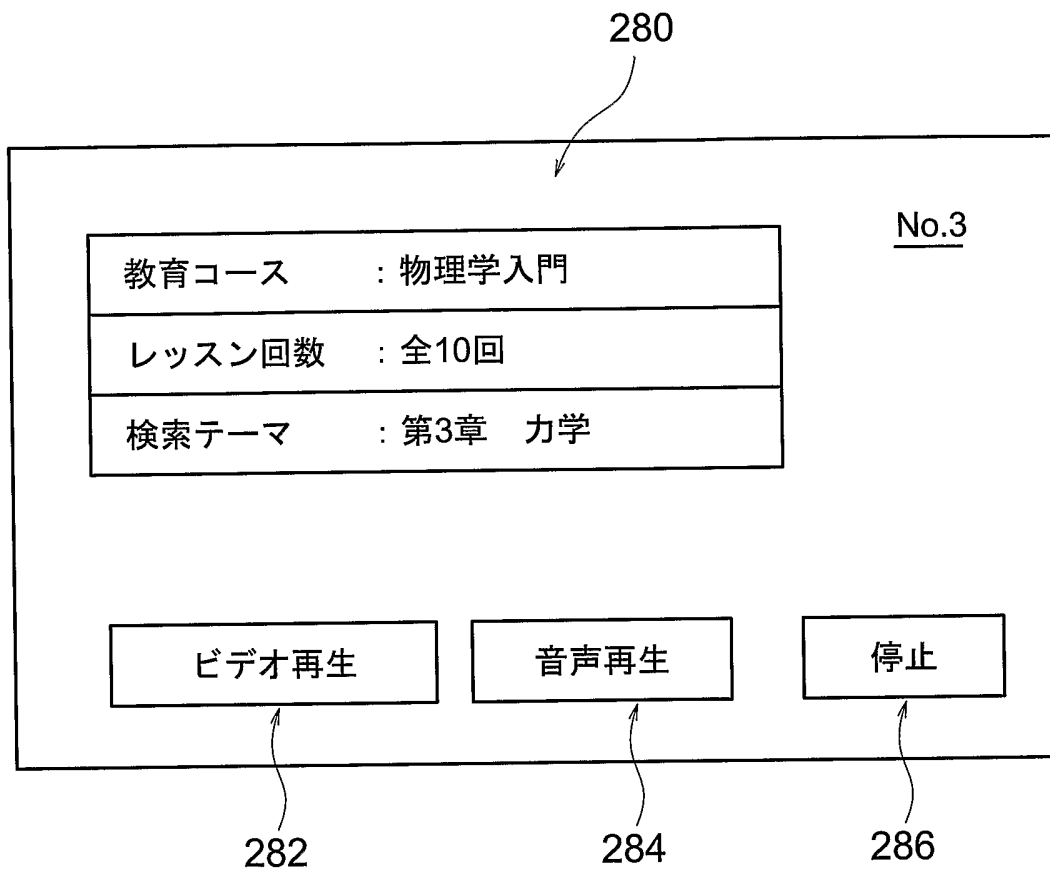 280
No.3
教育コース ：物理学入門
レッスン回数 ：全10回
検索テーマ ：第3章 力学
ビデオ再生 音声再生 停止
282 284 286